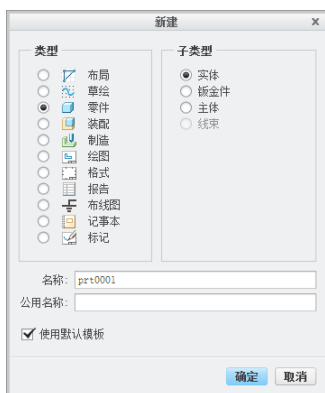 新建
x
类型
布局
草绘
零件
装配
制造
绘图
格式
报告
布线图
记事本
标记
子类型
实体
钣金件
主体
线束
名称: prt0001
公用名称:
使用默认模板
确定 取消